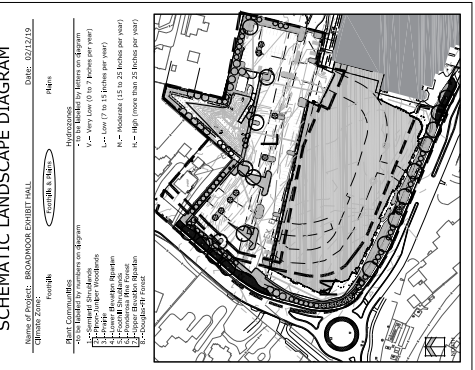 SCHEMATIC LANDSCAPE DIAGRAM
Name of Project: BROADMOOR EXHIBIT HALL
Date: 02/12/19
Climate Zone:
Foothills
Foothills & Plains
Plains
Plant Communities
- to be labeled by numbers on diagram
1.--Semiarid Shrublands
2.--Pinon-Juniper Woodlands
3.--Prairie
4.--Lower Elevation Riparian
5.--Foothill Shrublands
6.--Ponderosa Pine Forest
7.--Upper Elevation Riparian
8.--Douglas-Fir Forest
Hydrozones
- to be labeled by letters on diagram
V.-- Very Low (0 to 7 inches per year)
L.-- Low (7 to 15 inches per year)
M.-- Moderate (15 to 25 inches per year)
H.-- High (more than 25 inches per year)